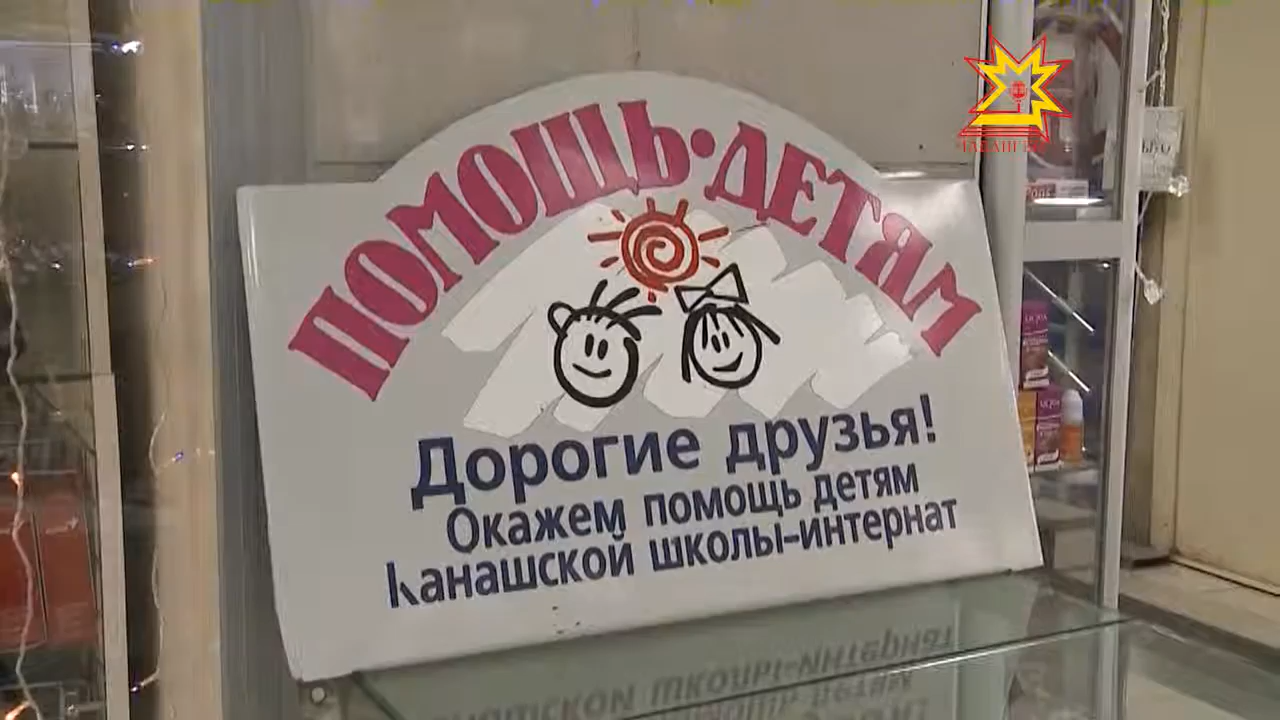 ПОМОЩЬ·ДЕТЯМ
Дорогие друзья!
Окажем помощь детям
Канашской школы-интернат